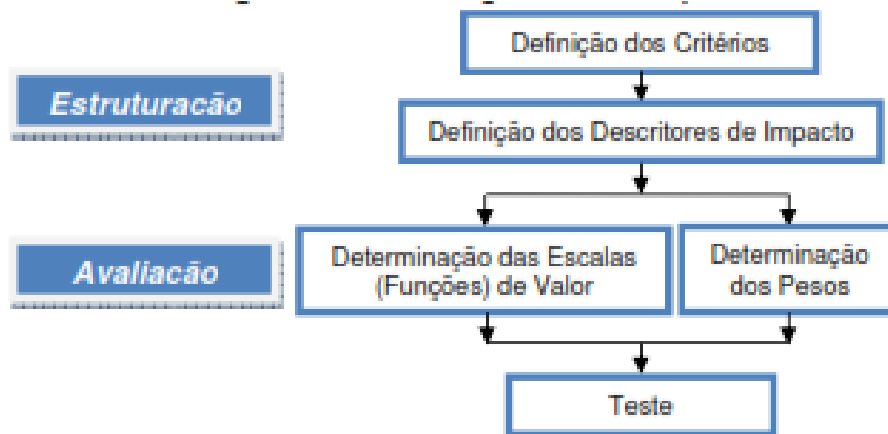 Definição dos Critérios
Estruturacão
Definição dos Descritores de Impacto
Avaliacão
Determinação das Escalas
(Funções) de Valor
Determinação
dos Pesos
Teste